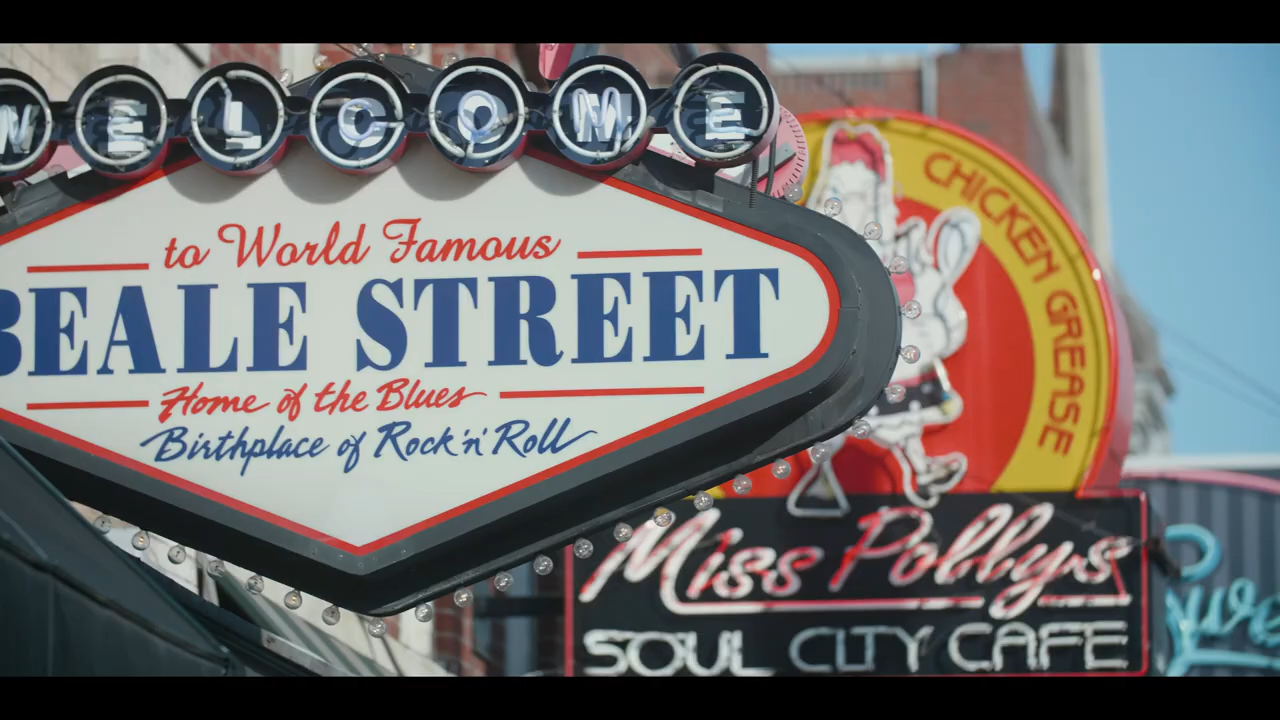 WELCOME
to World Famous
BEALE STREET
Home of the Blues
Birthplace of Rock'n'Roll
CHICKEN GREASE
Miss Polly's
SOUL CITY CAFE